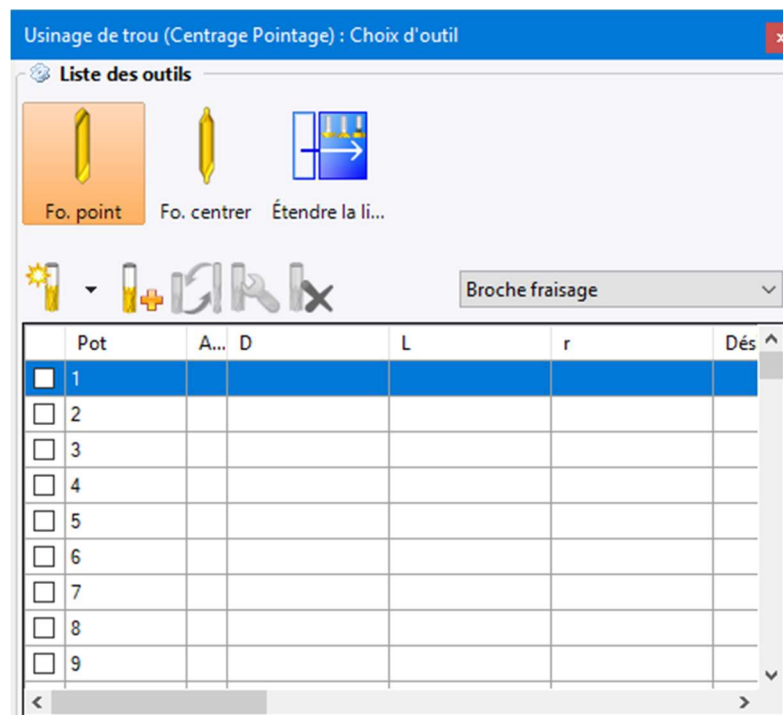 Usinage de trou (Centrage Pointage) : Choix d'outil
Liste des outils
Fo. point Fo. centrer Étendre la li...
Broche fraisage
Pot A... D L r Dés
1
2
3
4
5
6
7
8
9